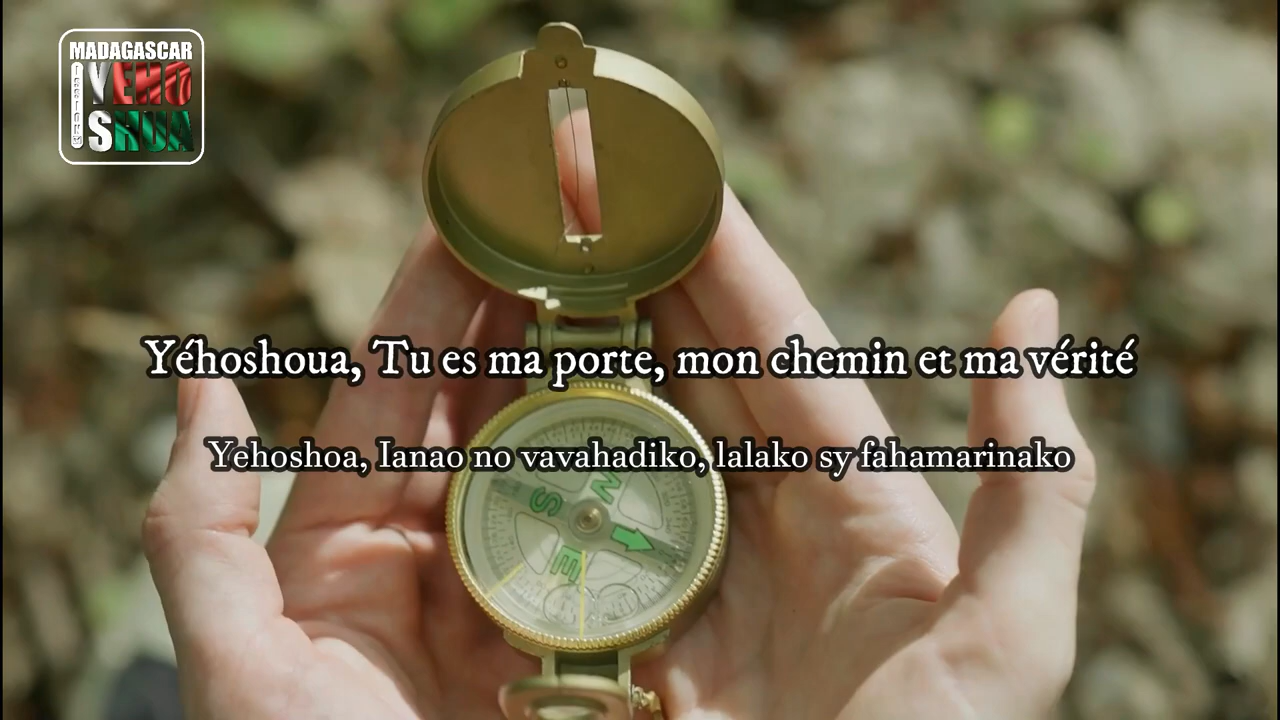 MADAGASCAR
YEHO
SHUA
Yéhoshoua, Tu es ma porte, mon chemin et ma vérité
Yehoshoa, Ianao no vavahadiko, lalako sy fahamarinako
N
S
E